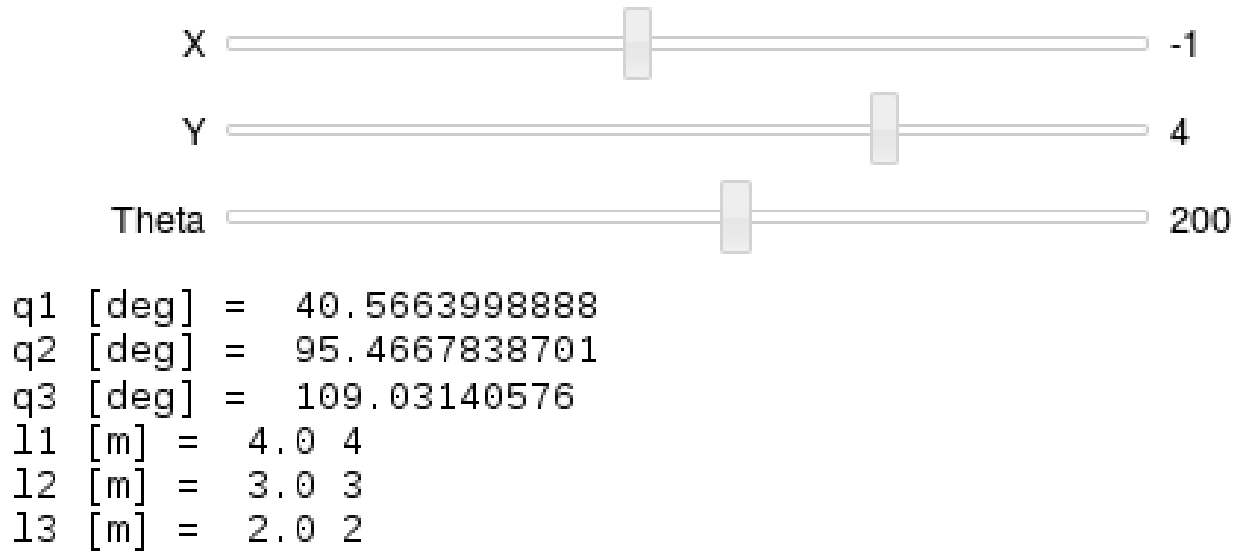 X -1
Y 4
Theta 200
q1 [deg] =  40.5663998888
q2 [deg] =  95.4667838701
q3 [deg] =  109.03140576
l1 [m] =  4.0 4
l2 [m] =  3.0 3
l3 [m] =  2.0 2